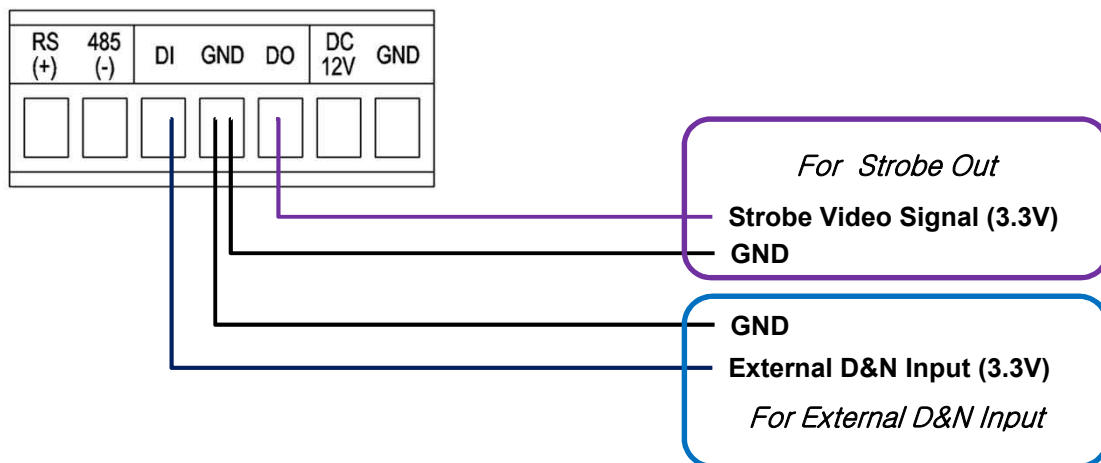 RS (+)
485 (-)
DI
GND
DO
DC 12V
GND
For Strobe Out
Strobe Video Signal (3.3V)
GND
GND
External D&N Input (3.3V)
For External D&N Input